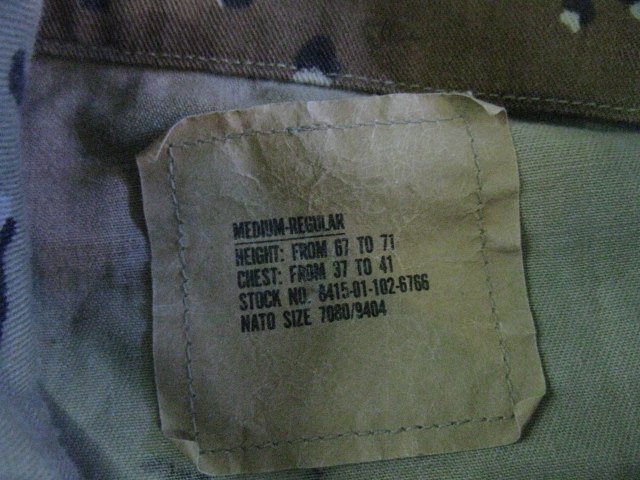 MEDIUM-REGULAR
HEIGHT: FROM 67 TO 71
CHEST: FROM 37 TO 41
STOCK NO. 8415-01-102-6766
NATO SIZE 7080/9404